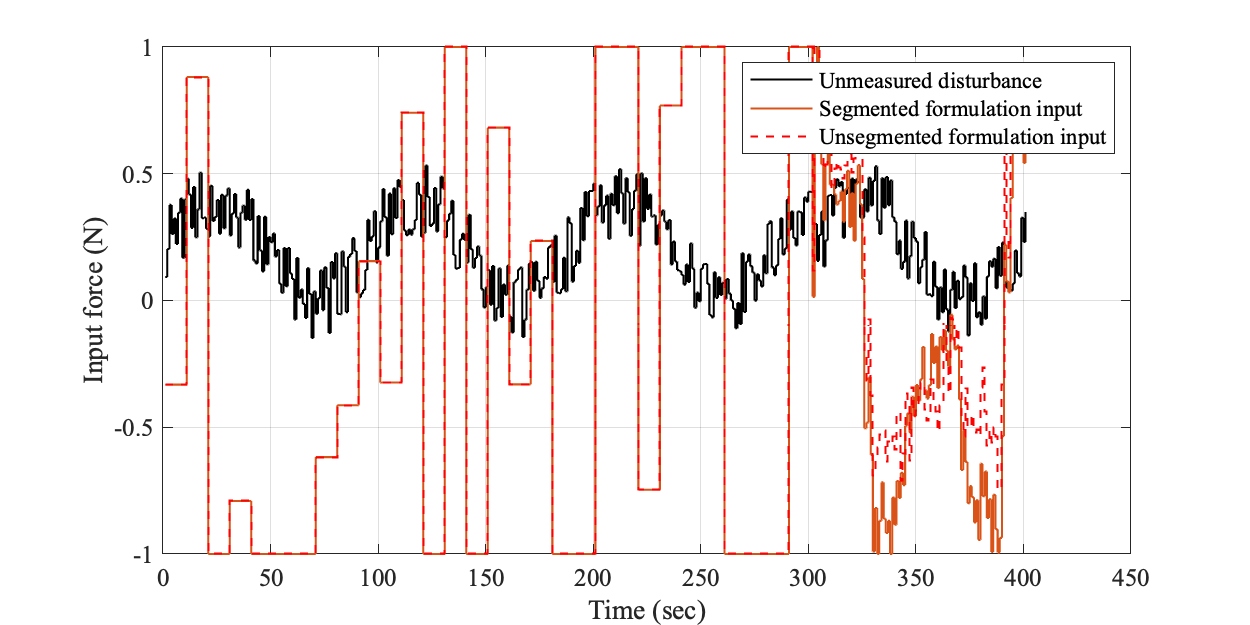 1
0.5
0
-0.5
-1
Input force (N)
0 50 100 150 200 250 300 350 400 450
Time (sec)
Unmeasured disturbance
Segmented formulation input
Unsegmented formulation input